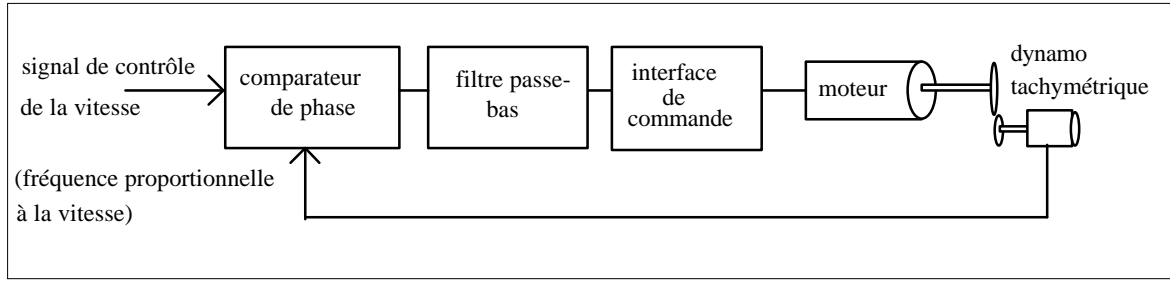 signal de contrôle
de la vitesse
(fréquence proportionnelle
à la vitesse)
comparateur
de phase
filtre passe-
bas
interface
de
commande
moteur
dynamo
tachymétrique